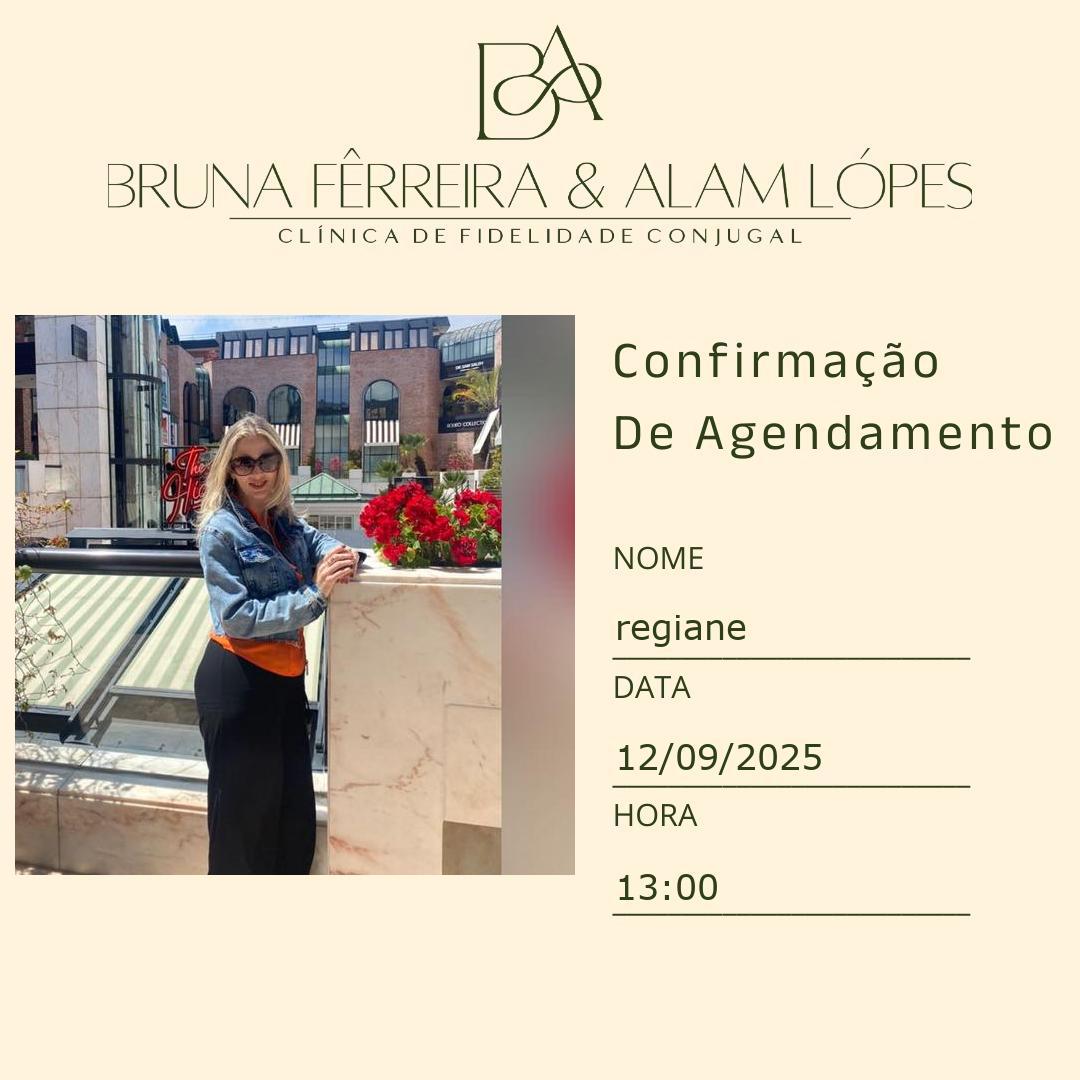 BA
BRUNA FÊRREIRA & ALAM LÓPES
CLÍNICA DE FIDELIDADE CONJUGAL
The
Confirmação
De Agendamento
NOME
regiane
DATA
12/09/2025
HORA
13:00